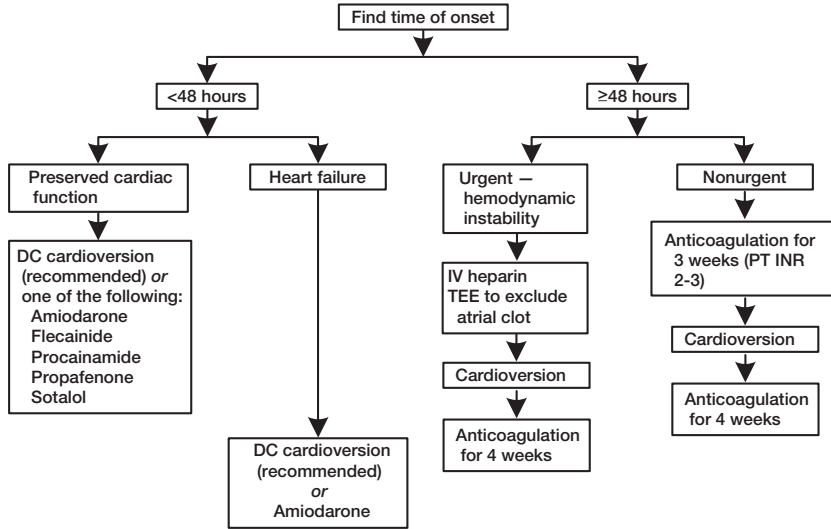 Find time of onset
<48 hours
≥48 hours
Preserved cardiac
function
Heart failure
Urgent —
hemodynamic
instability
Nonurgent
DC cardioversion
(recommended) or
one of the following:
Amiodarone
Flecainide
Procainamide
Propafenone
Sotalol
DC cardioversion
(recommended)
or
Amiodarone
IV heparin
TEE to exclude
atrial clot
Cardioversion
Anticoagulation
for 4 weeks
Anticoagulation for
3 weeks (PT INR
2-3)
Cardioversion
Anticoagulation
for 4 weeks